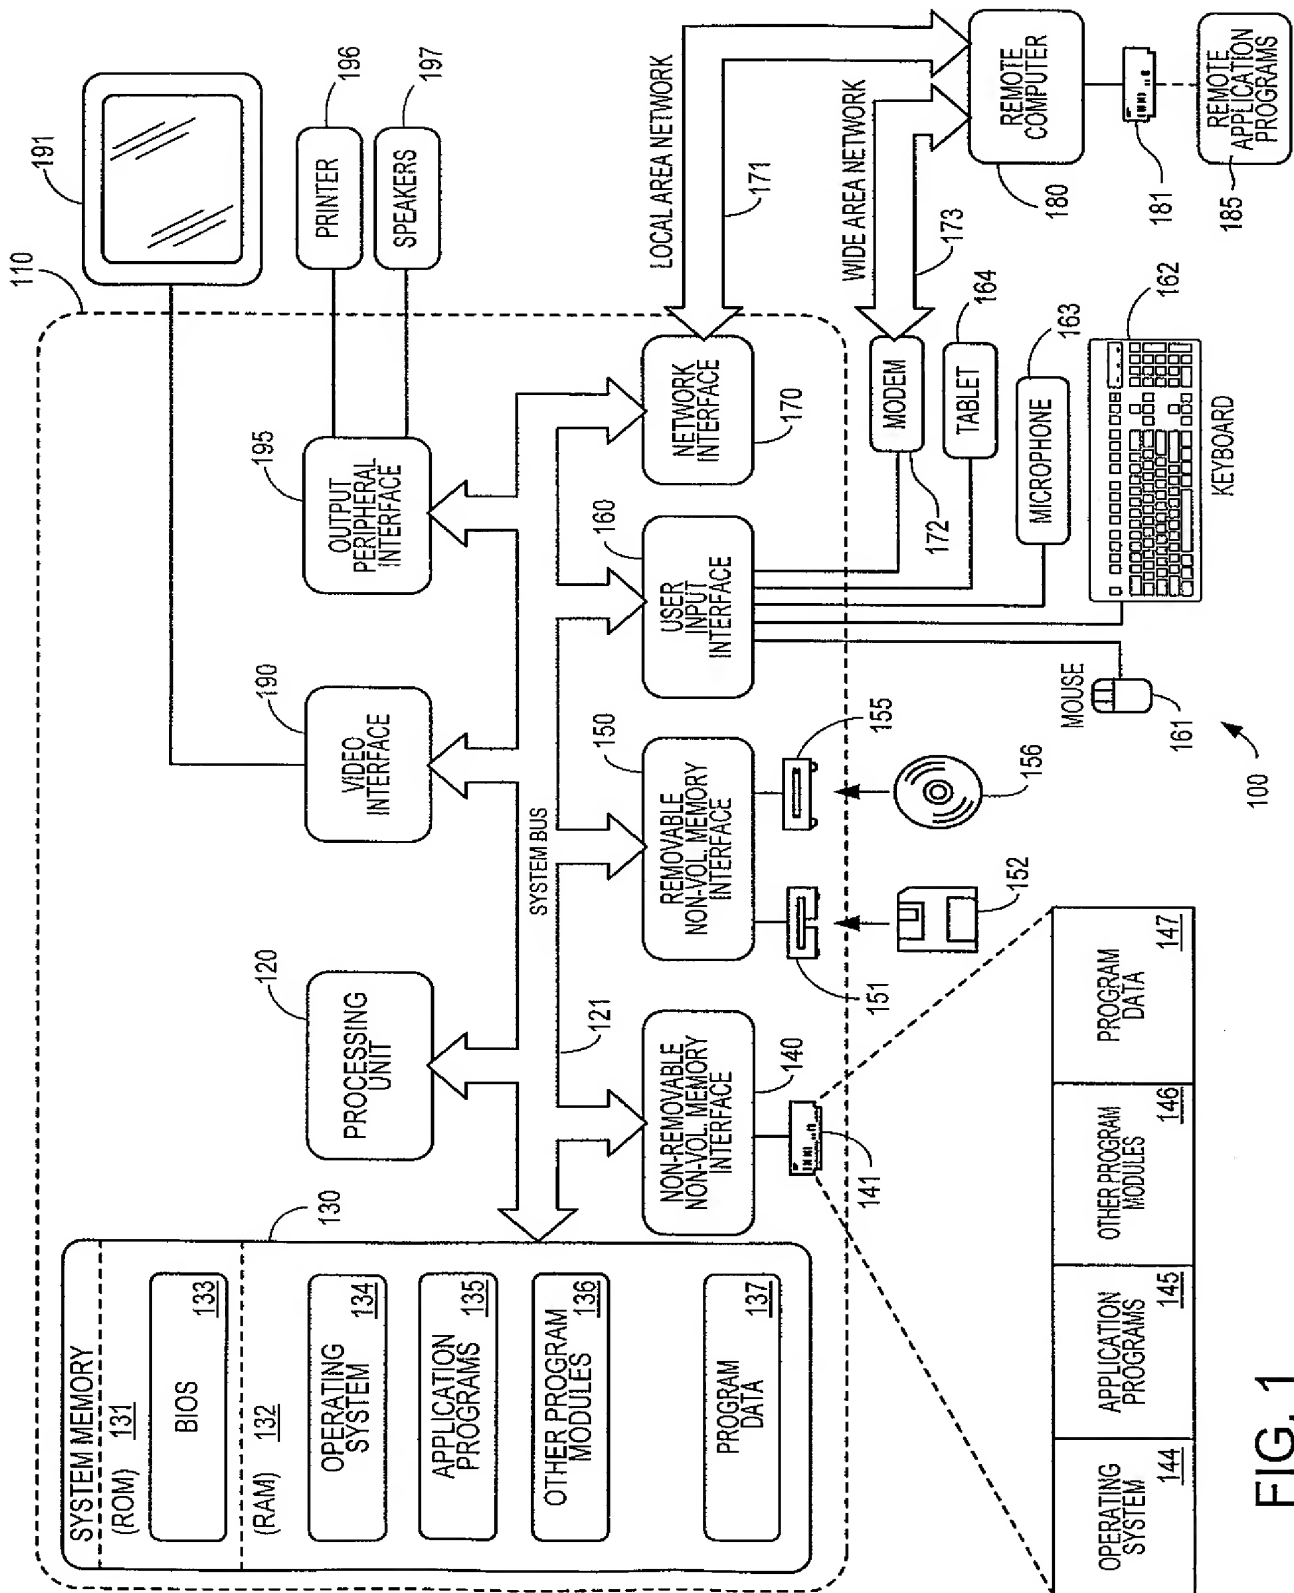 110
191
SYSTEM MEMORY
(ROM) 131
BIOS
133
(RAM) 132
OPERATING
SYSTEM
134
APPLICATION
PROGRAMS
135
OTHER PROGRAM
MODULES
136
PROGRAM
DATA
137
130
120
PROCESSING
UNIT
190
VIDEO
INTERFACE
195
OUTPUT
PERIPHERAL
INTERFACE
PRINTER
196
SPEAKERS
197
SYSTEM BUS
121
NON-REMOVABLE
NON-VOL. MEMORY
INTERFACE
140
141
150
REMOVABLE
NON-VOL. MEMORY
INTERFACE
151
155
152
156
160
USER
INPUT
INTERFACE
NETWORK
INTERFACE
170
LOCAL AREA NETWORK
171
WIDE AREA NETWORK
173
MODEM
172
TABLET
164
MICROPHONE
163
162
KEYBOARD
MOUSE
161
REMOTE
COMPUTER
180
181
REMOTE
APPLICATION
PROGRAMS
185
OPERATING
SYSTEM
144
APPLICATION
PROGRAMS
145
OTHER PROGRAM
MODULES
146
PROGRAM
DATA
147
100
FIG. 1